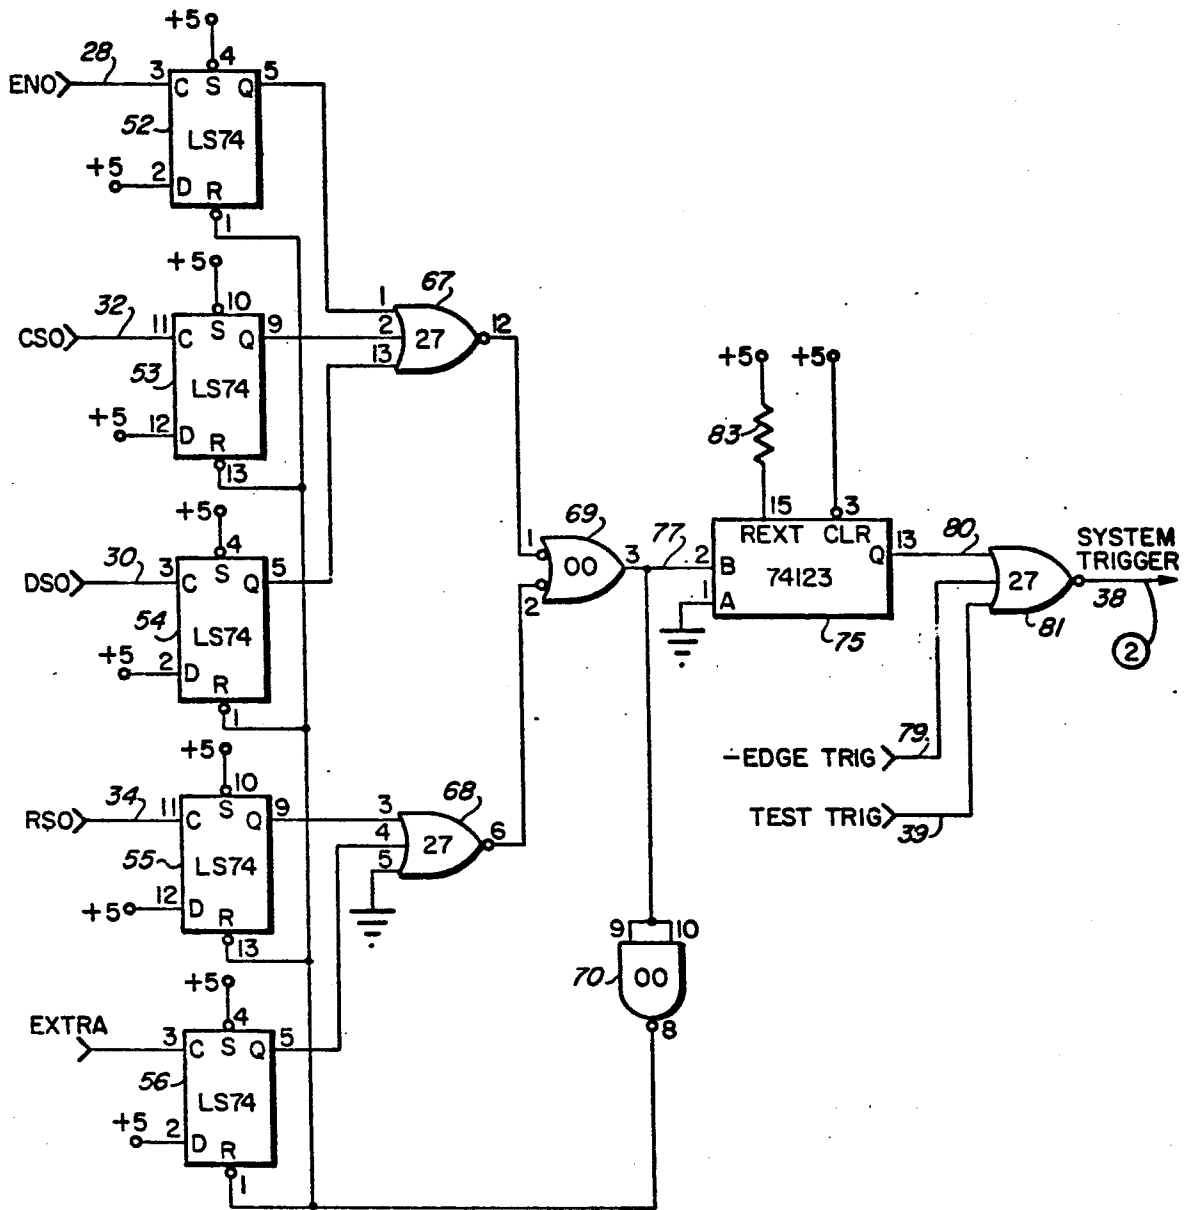 +5
4
ENO
28
3
C
S
Q
5
52
LS74
+5
2
D
R
1
+5
10
CSO
32
11
C
S
Q
9
53
LS74
+5
12
D
R
13
67
1
2
13
27
12
+5
4
DSO
30
3
C
S
Q
5
54
LS74
+5
2
D
R
1
69
1
2
00
3
77
+5
+5
83
15
3
REXT CLR
2
B
Q
13
74123
1
A
75
80
27
81
SYSTEM
TRIGGER
38
2
-EDGE TRIG
79
TEST TRIG
39
+5
10
RSO
34
11
C
S
Q
9
55
LS74
+5
12
D
R
13
68
3
4
5
27
6
9
10
70
00
8
+5
4
EXTRA
3
C
S
Q
5
56
LS74
+5
2
D
R
1